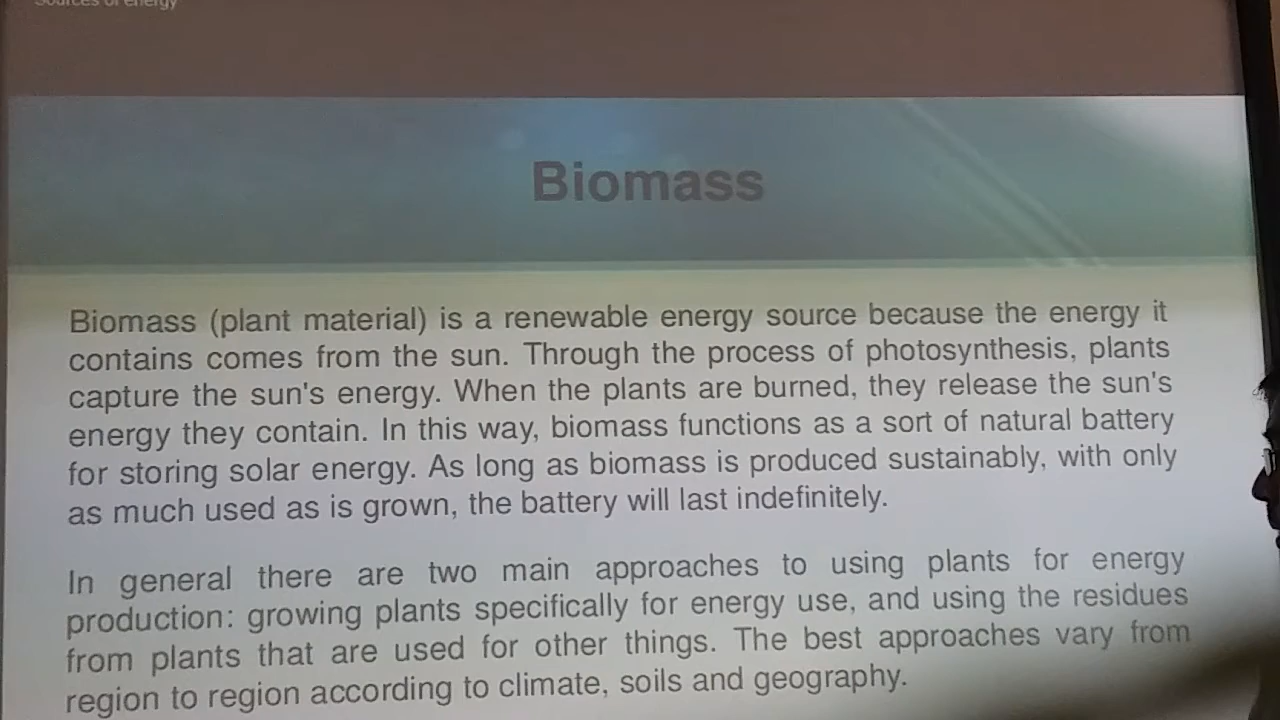 Sources of energy
Biomass
Biomass (plant material) is a renewable energy source because the energy it
contains comes from the sun. Through the process of photosynthesis, plants
capture the sun's energy. When the plants are burned, they release the sun's
energy they contain. In this way, biomass functions as a sort of natural battery
for storing solar energy. As long as biomass is produced sustainably, with only
as much used as is grown, the battery will last indefinitely.
In general there are two main approaches to using plants for energy
production: growing plants specifically for energy use, and using the residues
from plants that are used for other things. The best approaches vary from
region to region according to climate, soils and geography.